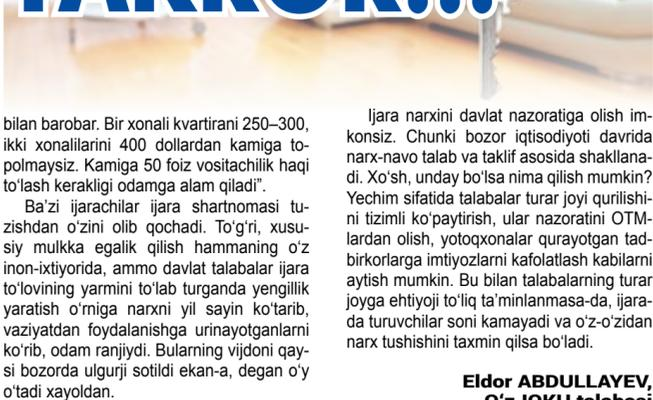 bilan barobar. Bir xonali kvartirani 250–300,
ikki xonalilarini 400 dollardan kamiga to-
polmaysiz. Kamiga 50 foiz vositachilik haqi
to‘lash kerakligi odamga alam qiladi”.
Ba’zi ijarachilar ijara shartnomasi tu-
zishdan o‘zini olib qochadi. To‘g‘ri, xusu-
siy mulkka egalik qilish hammaning o‘z
inon-ixtiyorida, ammo davlat talabalar ijara
to‘lovining yarmini to‘lab turganda yengillik
yaratish o‘rniga narxni yil sayin ko‘tarib,
vaziyatdan foydalanishga urinayotganlarni
ko‘rib, odam ranjiydi. Bularning vijdoni qay-
si bozorda ulgurji sotildi ekan-a, degan o‘y
o‘tadi xayoldan.
Ijara narxini davlat nazoratiga olish im-
konsiz. Chunki bozor iqtisodiyoti davrida
narx-navo talab va taklif asosida shakllana-
di. Xo‘sh, unday bo‘lsa nima qilish mumkin?
Yechim sifatida talabalar turar joyi qurilishi-
ni tizimli ko‘paytirish, ular nazoratini OTM-
lardan olish, yotoqxonalar qurayotgan tad-
birkorlarga imtiyozlarni kafolatlash kabilarni
aytish mumkin. Bu bilan talabalarning turar
joyga ehtiyoji to‘liq ta’minlanmasa-da, ijara-
da turuvchilar soni kamayadi va o‘z-o‘zidan
narx tushishini taxmin qilsa bo‘ladi.
Eldor ABDULLAYEV,
O‘z JOKU talabasi